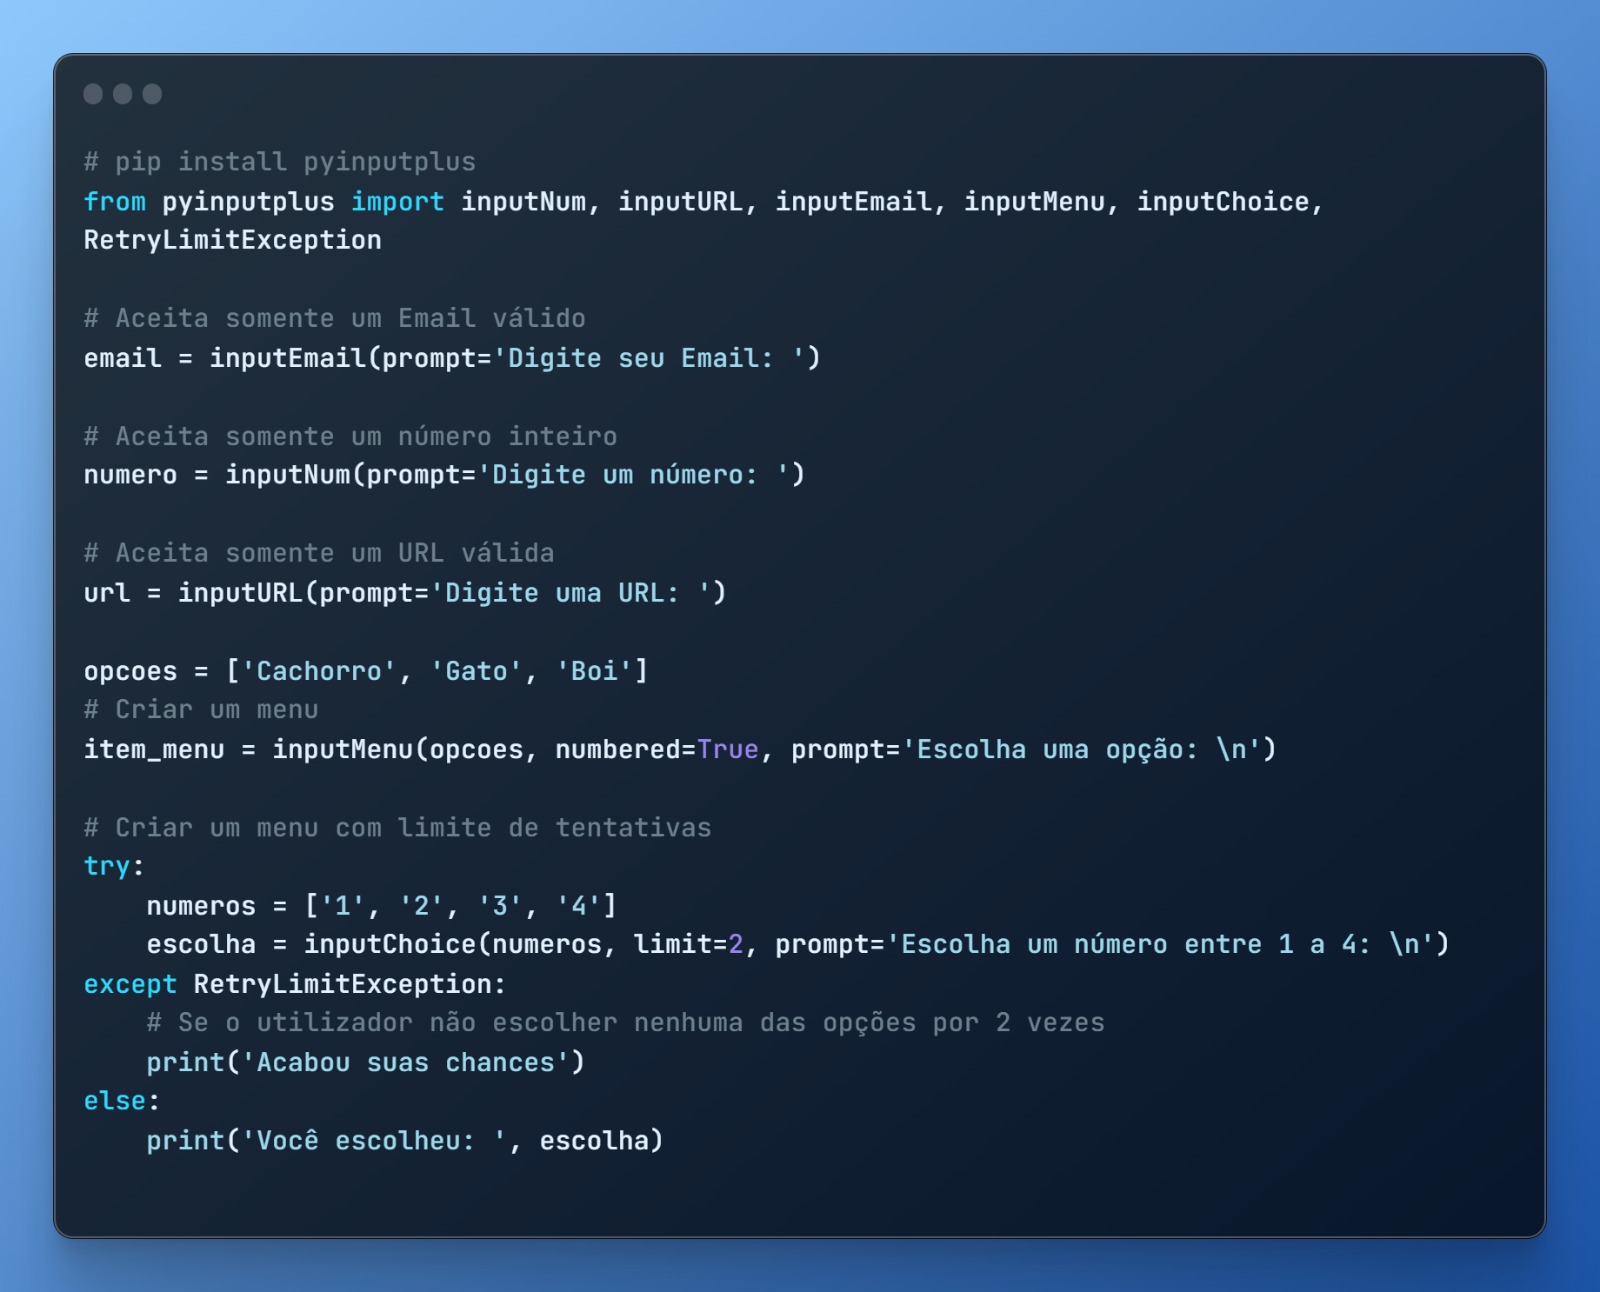 # pip install pyinputplus
from pyinputplus import inputNum, inputURL, inputEmail, inputMenu, inputChoice,
RetryLimitException

# Aceita somente um Email válido
email = inputEmail(prompt='Digite seu Email: ')

# Aceita somente um número inteiro
numero = inputNum(prompt='Digite um número: ')

# Aceita somente um URL válida
url = inputURL(prompt='Digite uma URL: ')

opcoes = ['Cachorro', 'Gato', 'Boi']
# Criar um menu
item_menu = inputMenu(opcoes, numbered=True, prompt='Escolha uma opção: \n')

# Criar um menu com limite de tentativas
try:
    numeros = ['1', '2', '3', '4']
    escolha = inputChoice(numeros, limit=2, prompt='Escolha um número entre 1 a 4: \n')
except RetryLimitException:
    # Se o utilizador não escolher nenhuma das opções por 2 vezes
    print('Acabou suas chances')
else:
    print('Você escolheu: ', escolha)